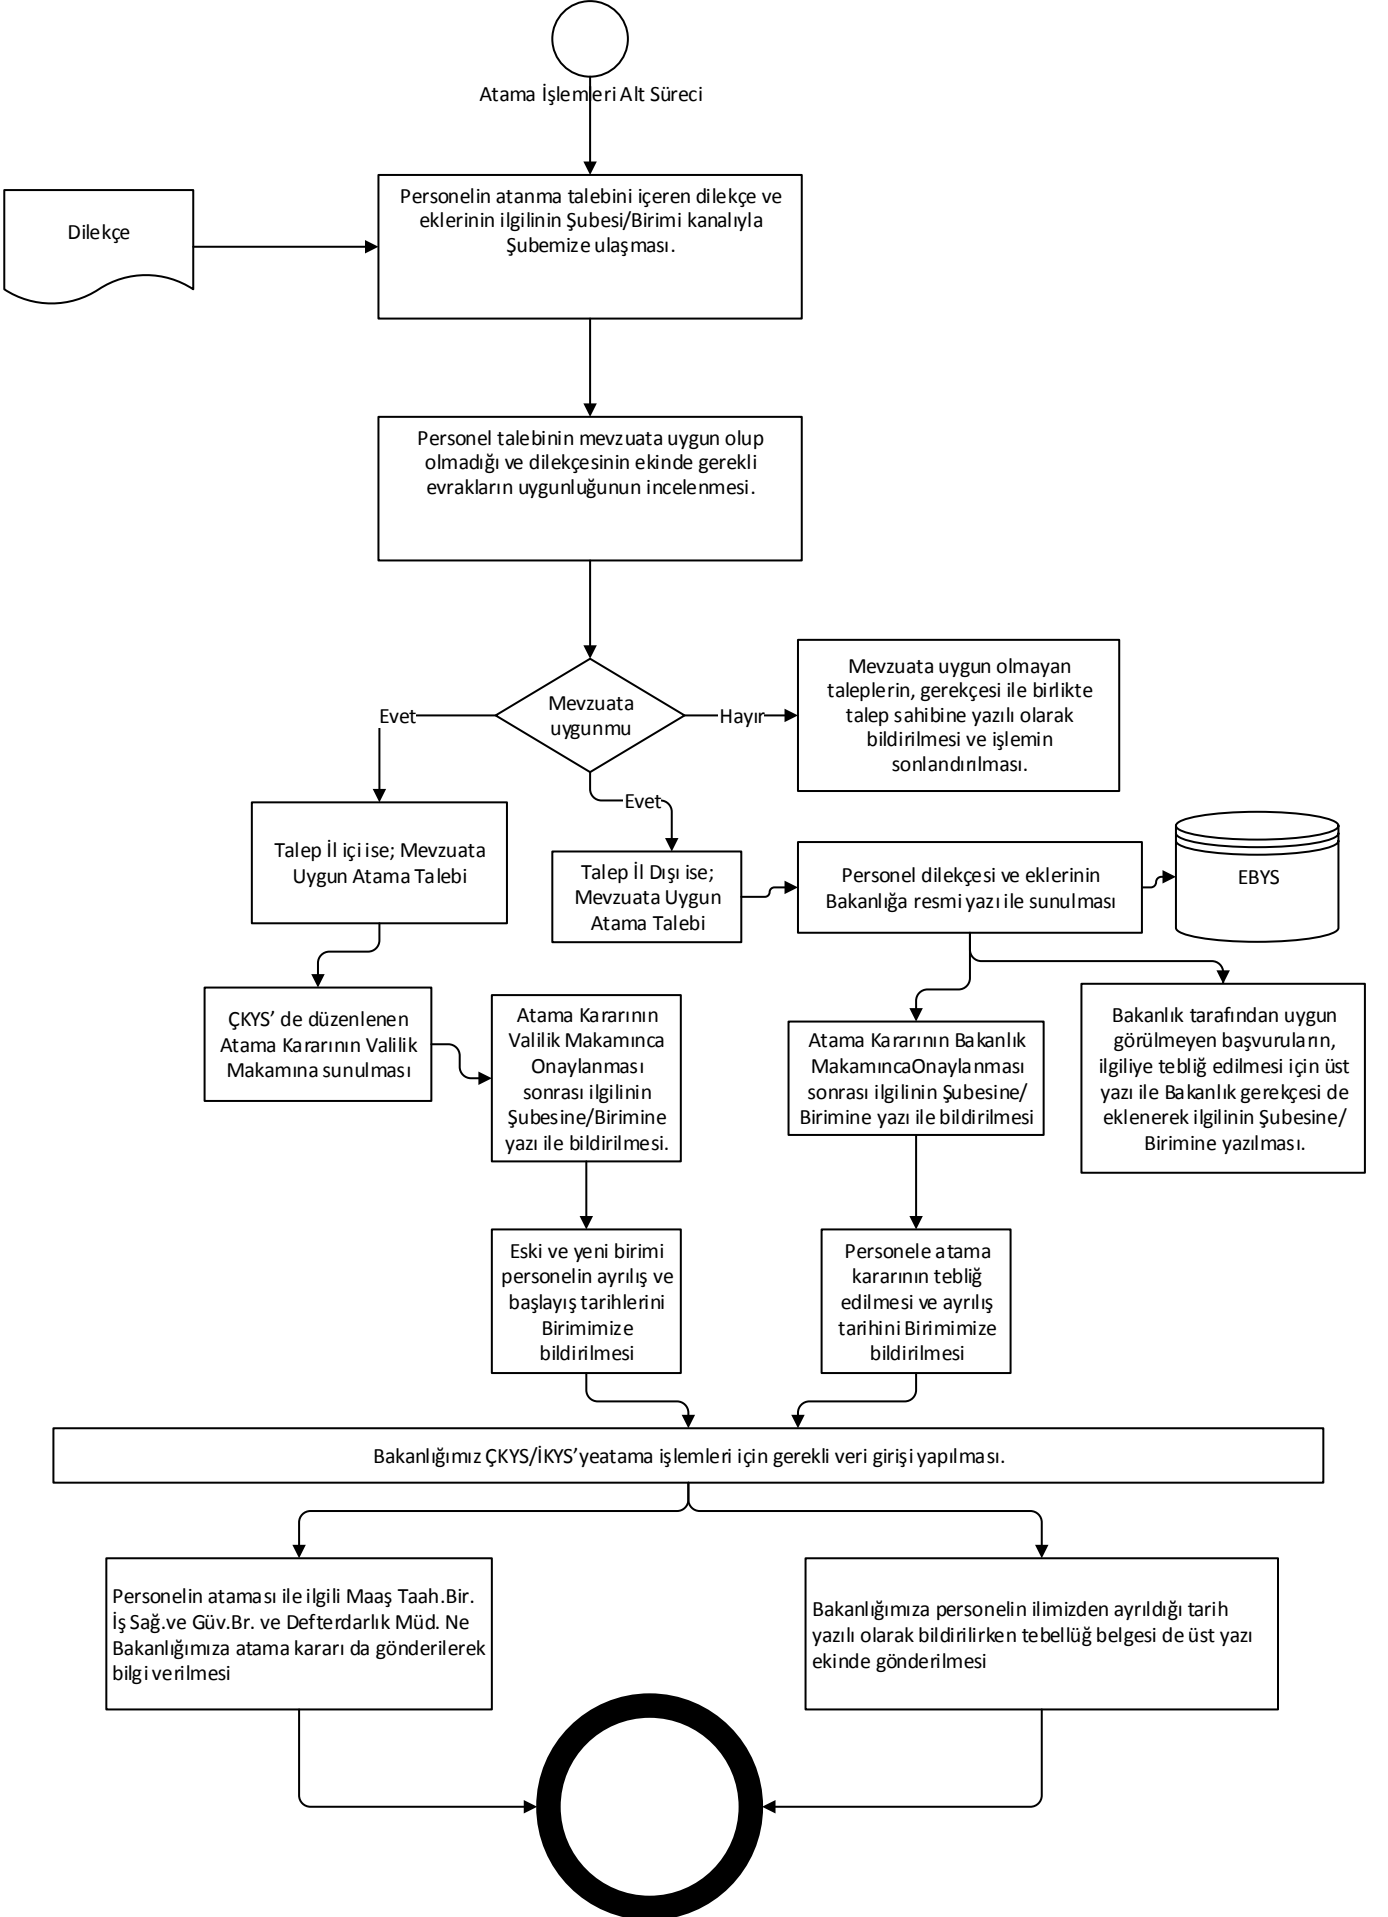 Atama İşlemleri Alt Süreci
Dilekçe
Personelin atanma talebini içeren dilekçe ve
eklerinin ilgilinin Şubesi/Birimi kanalıyla
Şubemize ulaşması.
Personel talebinin mevzuata uygun olup
olmadığı ve dilekçesinin ekinde gerekli
evrakların uygunluğunun incelenmesi.
Mevzuata
uygunmu
Evet
Hayır
Evet
Mevzuata uygun olmayan
taleplerin, gerekçesi ile birlikte
talep sahibine yazılı olarak
bildirilmesi ve işlemin
sonlandırılması.
Talep İl içi ise; Mevzuata
Uygun Atama Talebi
Talep İl Dışı ise;
Mevzuata Uygun
Atama Talebi
Personel dilekçesi ve eklerinin
Bakanlığa resmi yazı ile sunulması
EBYS
ÇKYS’ de düzenlenen
Atama Kararının Valilik
Makamına sunulması
Atama Kararının
Valilik Makamınca
Onaylanması
sonrası ilgilinin
Şubesine/Birimine
yazı ile bildirilmesi.
Atama Kararının Bakanlık
MakamıncaOnaylanması
sonrası ilgilinin Şubesine/
Birimine yazı ile bildirilmesi
Bakanlık tarafından uygun
görülmeyen başvuruların,
ilgiliye tebliğ edilmesi için üst
yazı ile Bakanlık gerekçesi de
eklenerek ilgilinin Şubesine/
Birimine yazılması.
Eski ve yeni birimi
personelin ayrılış ve
başlayış tarihlerini
Birimimize
bildirilmesi
Personele atama
kararının tebliğ
edilmesi ve ayrılış
tarihini Birimimize
bildirilmesi
Bakanlığımız ÇKYS/İKYS’yeatama işlemleri için gerekli veri girişi yapılması.
Personelin ataması ile ilgili Maaş Taah.Bir.
İş Sağ.ve Güv.Br. ve Defterdarlık Müd. Ne
Bakanlığımıza atama kararı da gönderilerek
bilgi verilmesi
Bakanlığımıza personelin ilimizden ayrıldığı tarih
yazılı olarak bildirilirken tebellüğ belgesi de üst yazı
ekinde gönderilmesi